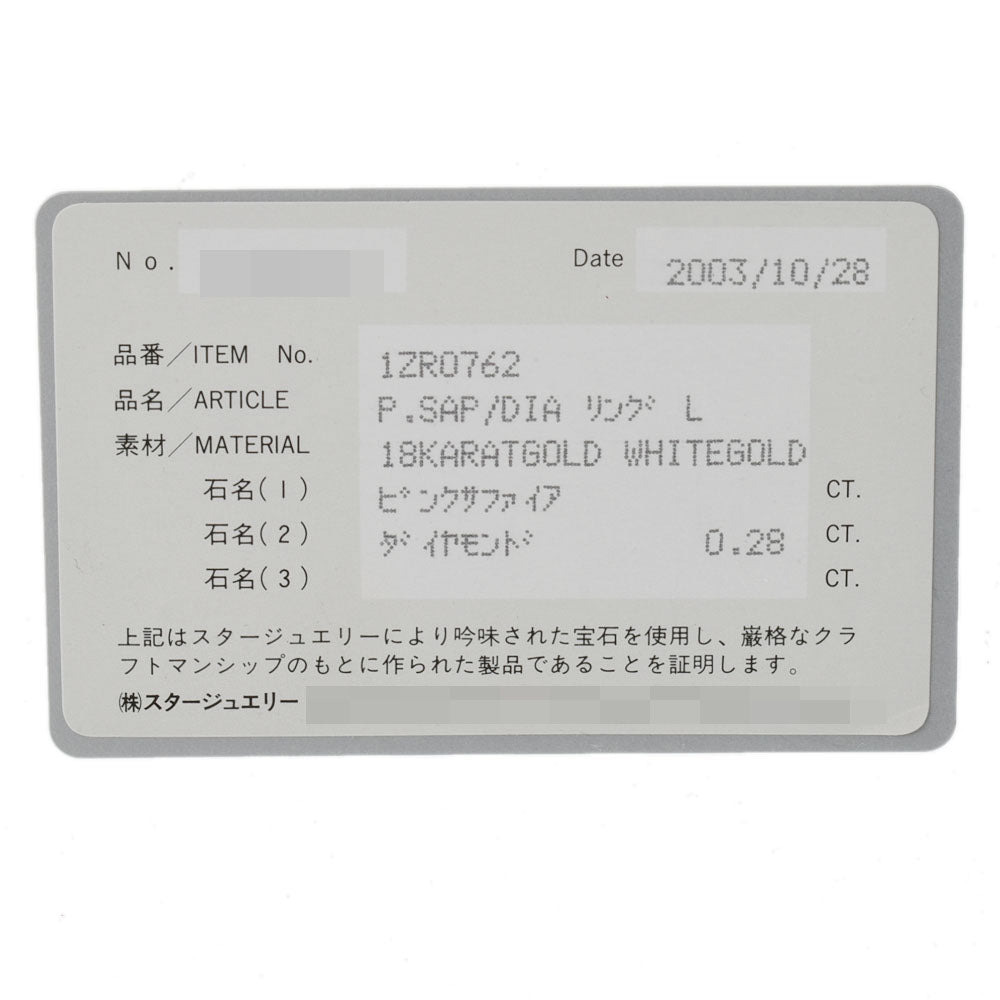 No. Date 2003/10/28
品番／ITEM No. 1ZR0762
品名／ARTICLE P.SAP/DIA ﾘﾝｸﾞ L
素材／MATERIAL 18KARATGOLD WHITEGOLD
石名(1) ﾋﾟﾝｸｻﾌｧｲｱ CT.
石名(2) ﾀﾞｲﾔﾓﾝﾄﾞ 0.28 CT.
石名(3) CT.
上記はスタージュエリーにより吟味された宝石を使用し、巌格なクラ
フトマンシップのもとに作られた製品であることを証明します。
㈱スタージュエリー